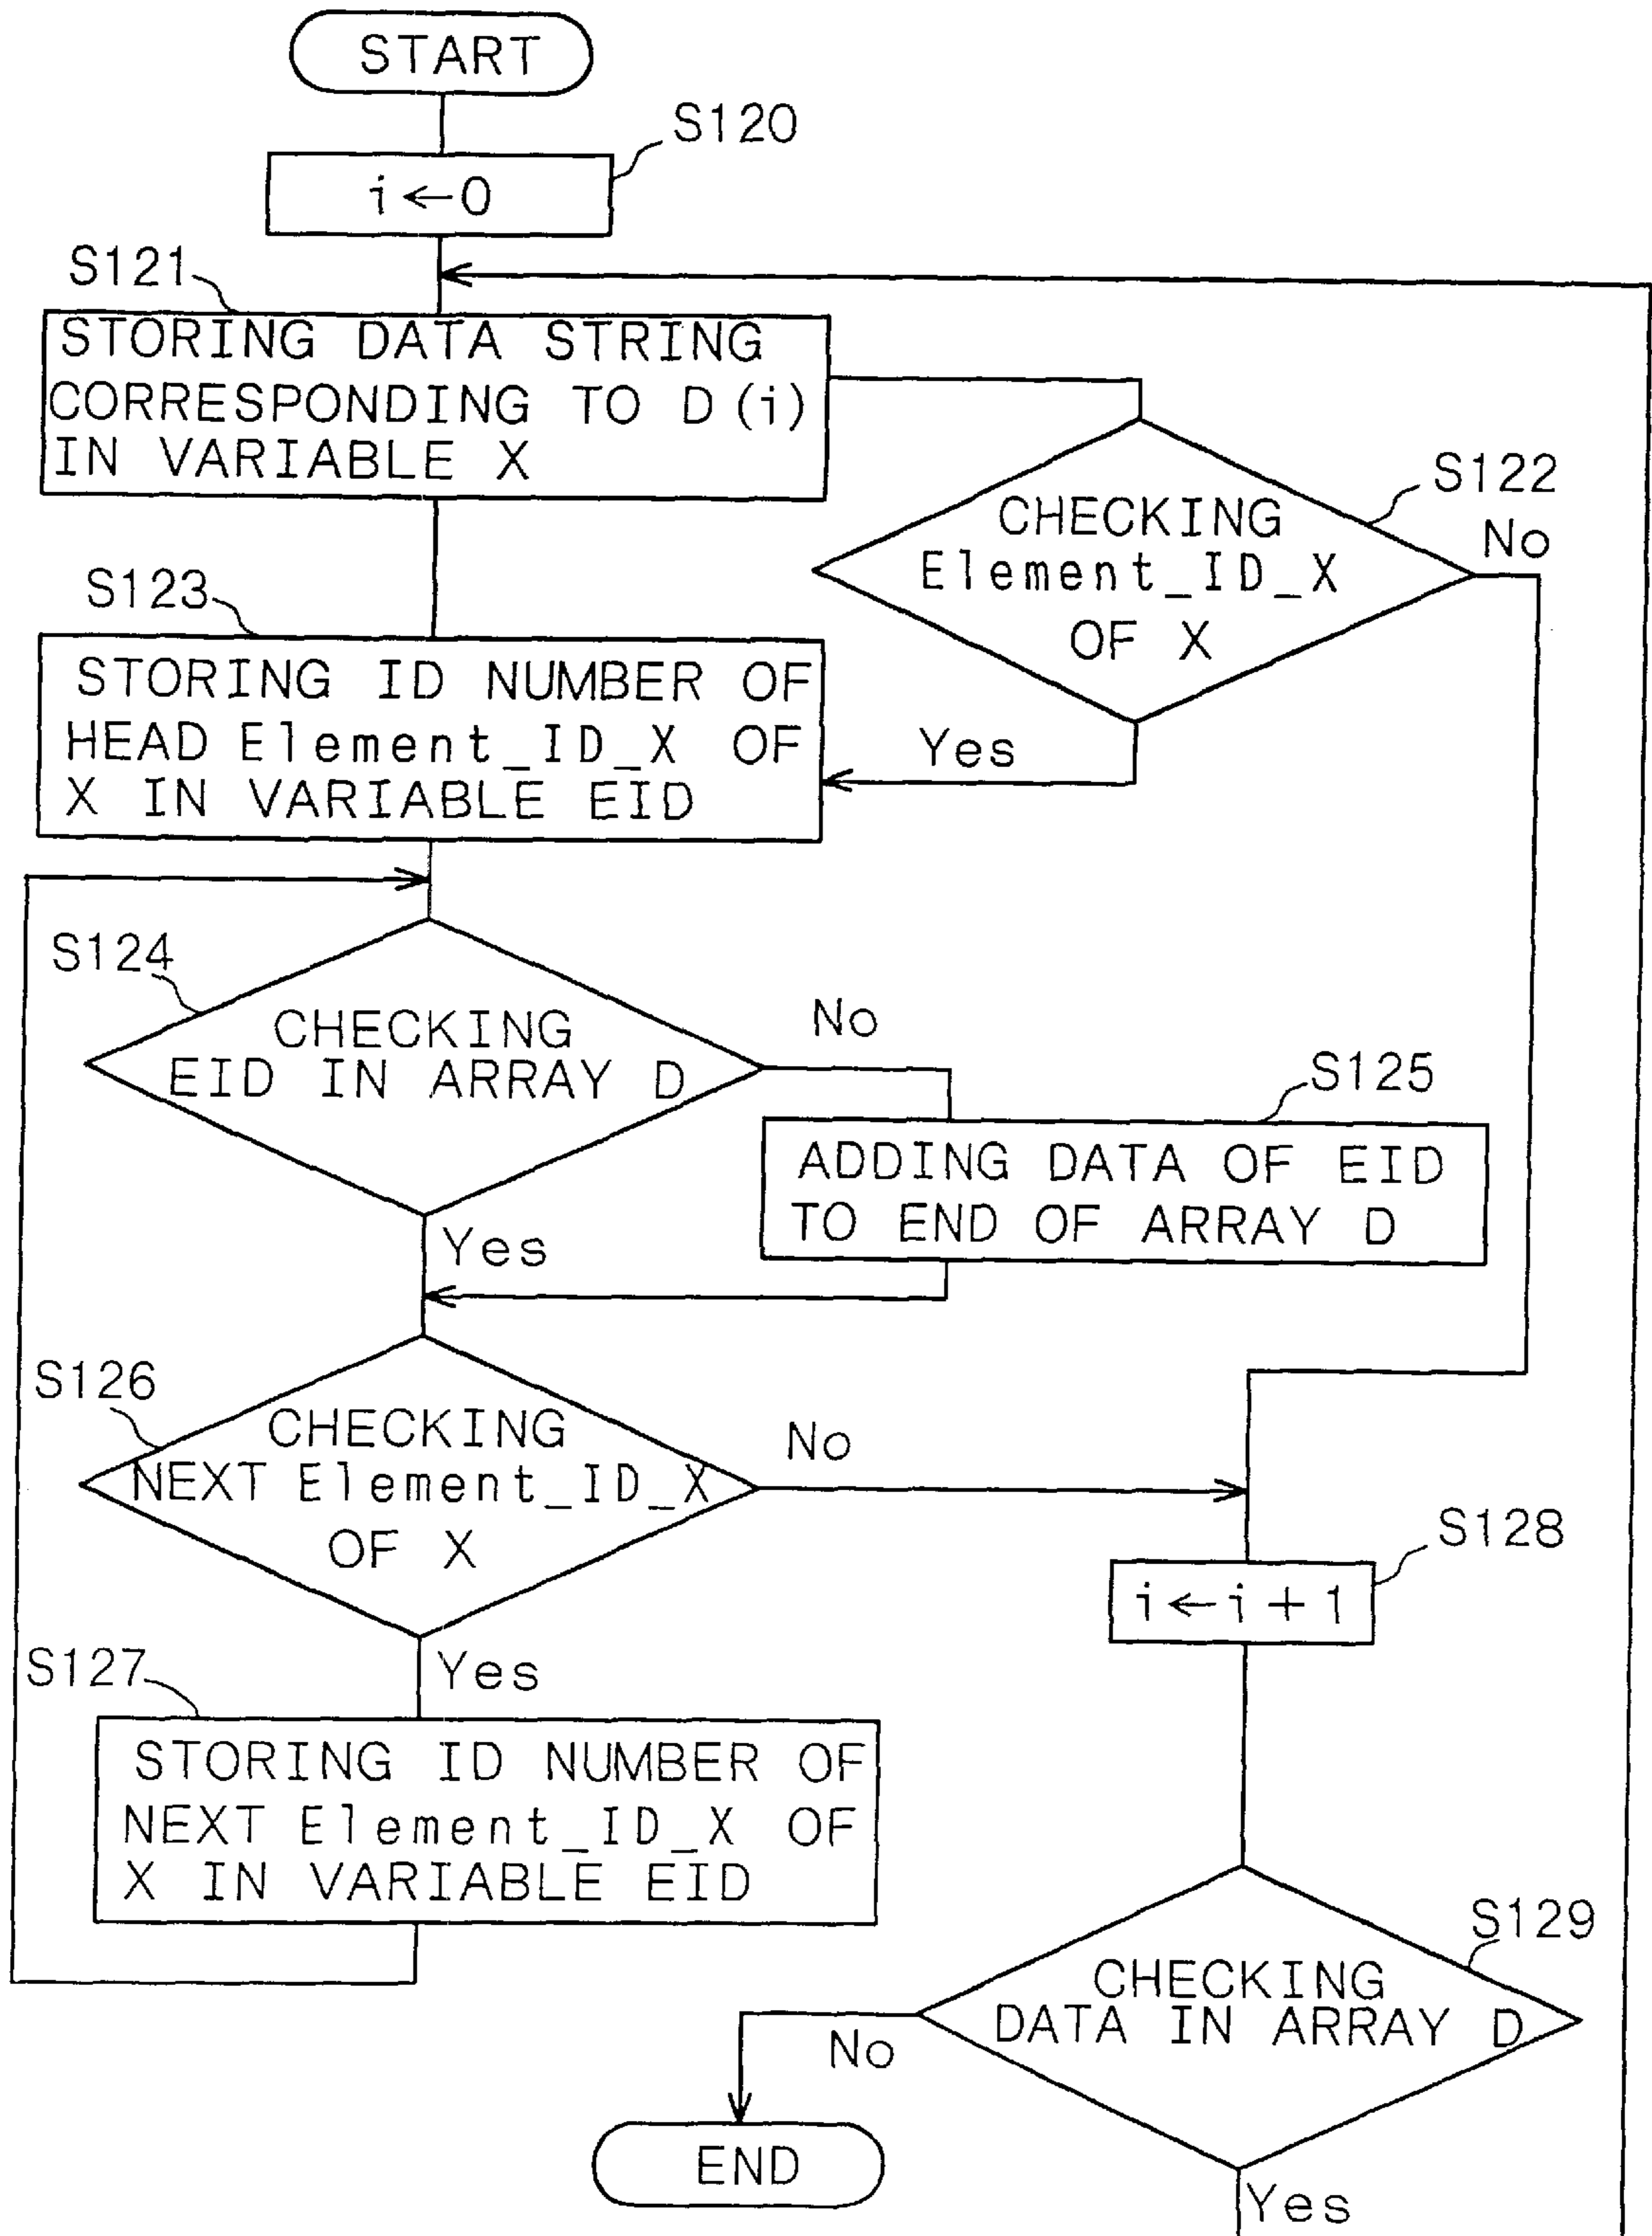 START
S120
i←0
S121
STORING DATA STRING
CORRESPONDING TO D(i)
IN VARIABLE X
S122
CHECKING
Element_ID_X
OF X
No
Yes
S123
STORING ID NUMBER OF
HEAD Element_ID_X OF
X IN VARIABLE EID
S124
CHECKING
EID IN ARRAY D
No
Yes
S125
ADDING DATA OF EID
TO END OF ARRAY D
S126
CHECKING
NEXT Element_ID_X
OF X
No
Yes
S127
STORING ID NUMBER OF
NEXT Element_ID_X OF
X IN VARIABLE EID
S128
i←i+1
S129
CHECKING
DATA IN ARRAY D
No
Yes
END